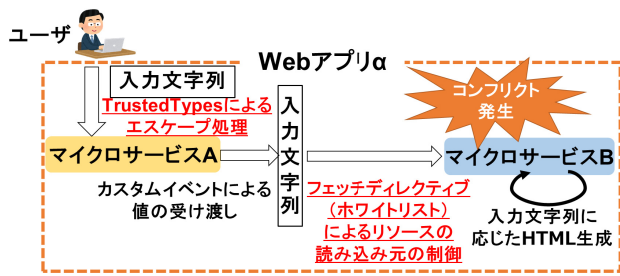 ユーザ
Webアプリα
入力文字列
TrustedTypesによる
エスケープ処理
マイクロサービスA
カスタムイベントによる
値の受け渡し
入力文字列
フェッチディレクティブ
（ホワイトリスト）
によるリソースの
読み込み元の制御
コンフリクト
発生
マイクロサービスB
入力文字列に
応じたHTML生成